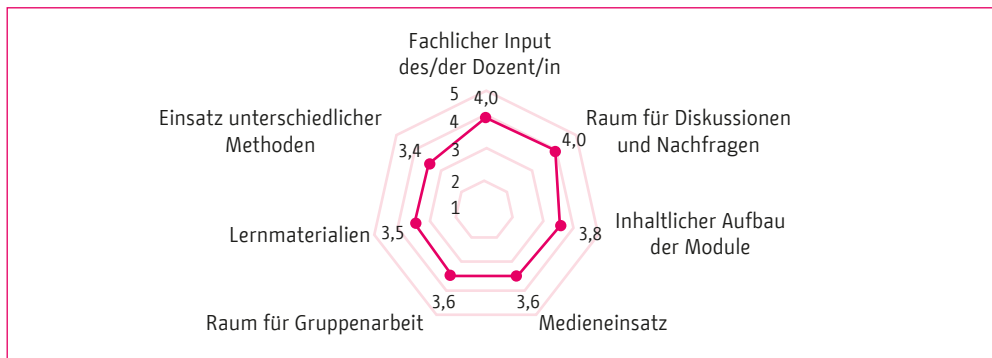 Fachlicher Input
des/der Dozent/in
5
4,0
Einsatz unterschiedlicher
Methoden
Raum für Diskussionen
und Nachfragen
4
4,0
3,4
3
2
1
Lernmaterialien
3,5
Inhaltlicher Aufbau
der Module
3,8
3,6
3,6
Raum für Gruppenarbeit
Medieneinsatz